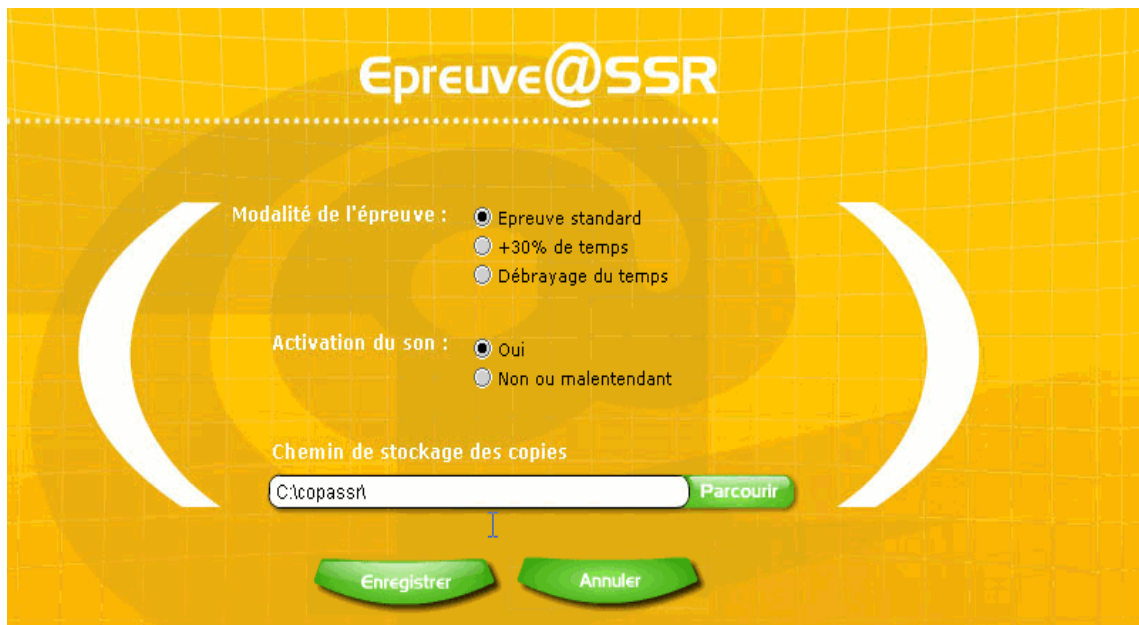 Epreuve@SSR
Modalité de l'épreuve : Epreuve standard
+30% de temps
Débrayage du temps
Activation du son : Oui
Non ou malentendant
Chemin de stockage des copies
C:\copassr\ Parcourir
Enregistrer Annuler